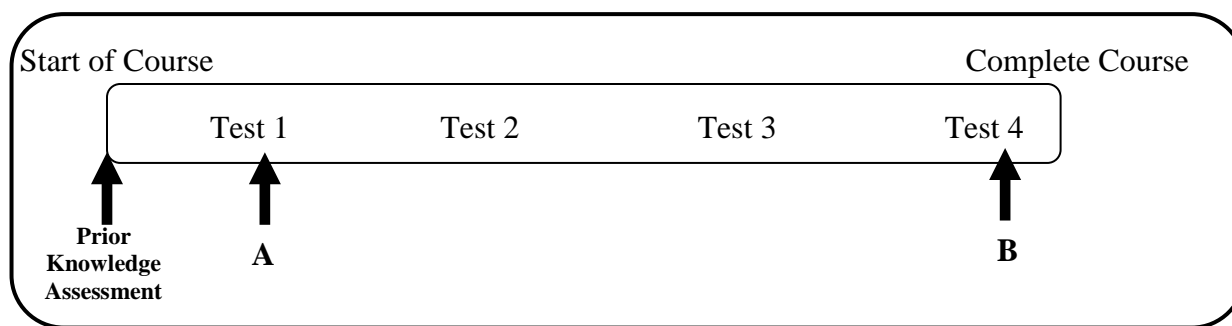 Start of Course Complete Course
Test 1 Test 2 Test 3 Test 4
Prior
Knowledge
Assessment
A
B